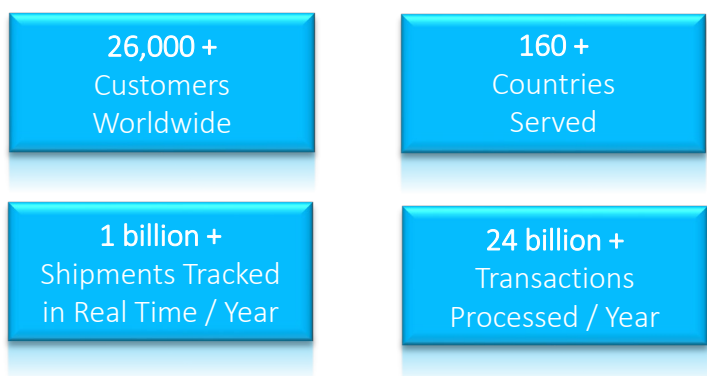 26,000 +
Customers
Worldwide
160 +
Countries
Served
1 billion +
Shipments Tracked
in Real Time / Year
24 billion +
Transactions
Processed / Year